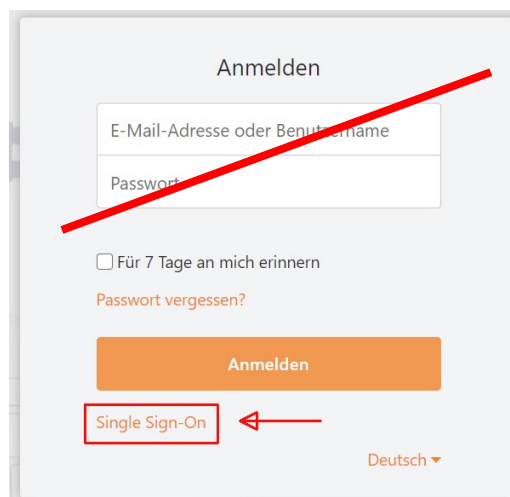 Anmelden
E-Mail-Adresse oder Benutzername
Passwort
Für 7 Tage an mich erinnern
Passwort vergessen?
Anmelden
Single Sign-On
Deutsch